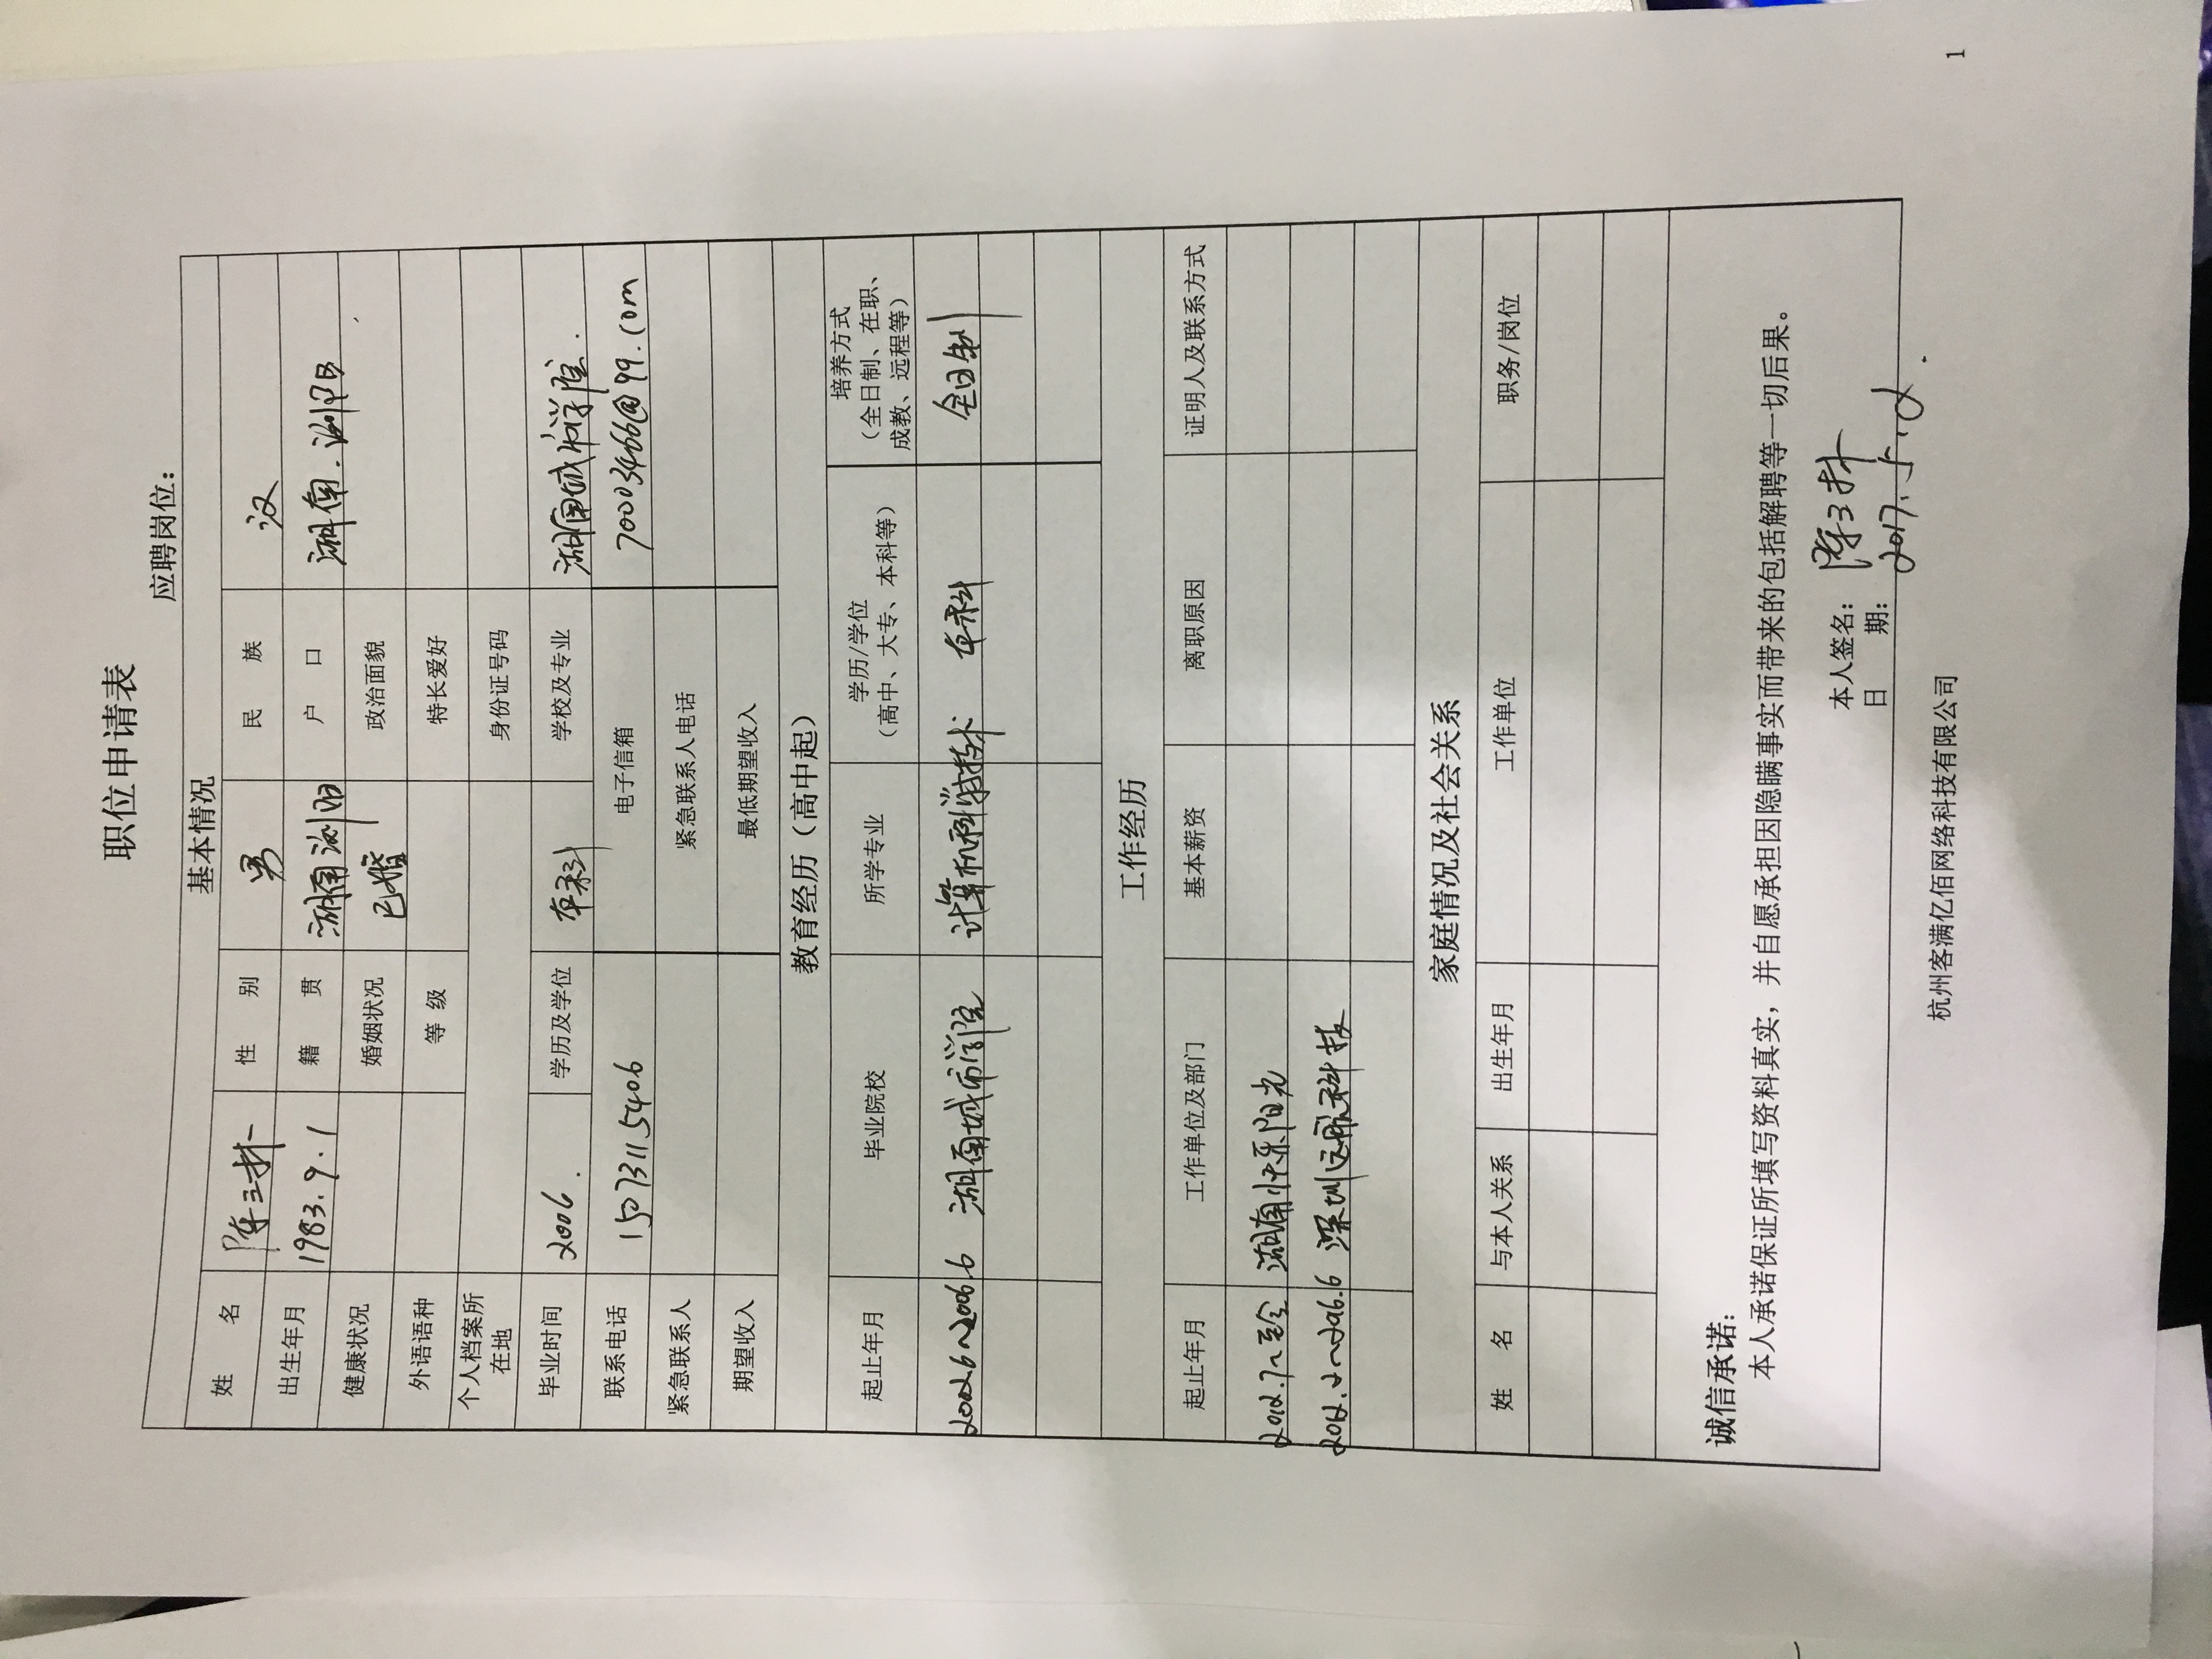 职位申请表
应聘岗位：
基本情况
姓 名 陈三抖 性 别 男 民 族 汉
出生年月 1983.9.1 籍 贯 湖南浏阳 户 口 湖南.浏阳
健康状况 婚姻状况 已婚 政治面貌
外语语种 等 级 特长爱好
个人档案所
在地 身份证号码
毕业时间 2006. 学历及学位 本科 学校及专业 湖南城市学院.
联系电话 15073115406 电子信箱 70003466@qq.com
紧急联系人 紧急联系人电话
期望收入 最低期望收入
教育经历（高中起）
起止年月 毕业院校 所学专业 学历/学位
（高中、大专、本科等） 培养方式
（全日制、在职、
成教、远程等）
2002.6~2006.6 湖南城市学院 计算机科学与技术 本科 全日制
工作经历
起止年月 工作单位及部门 基本薪资 离职原因 证明人及联系方式
2012.7~至今 湖南快乐阳光
深圳远航科技
家庭情况及社会关系
姓 名 与本人关系 出生年月 工作单位 职务/岗位
诚信承诺：
本人承诺保证所填写资料真实，并自愿承担因隐瞒事实而带来的包括解聘等一切后果。
本人签名： 陈三抖
日 期： 2017.5.2.
杭州客满亿佰网络科技有限公司
1